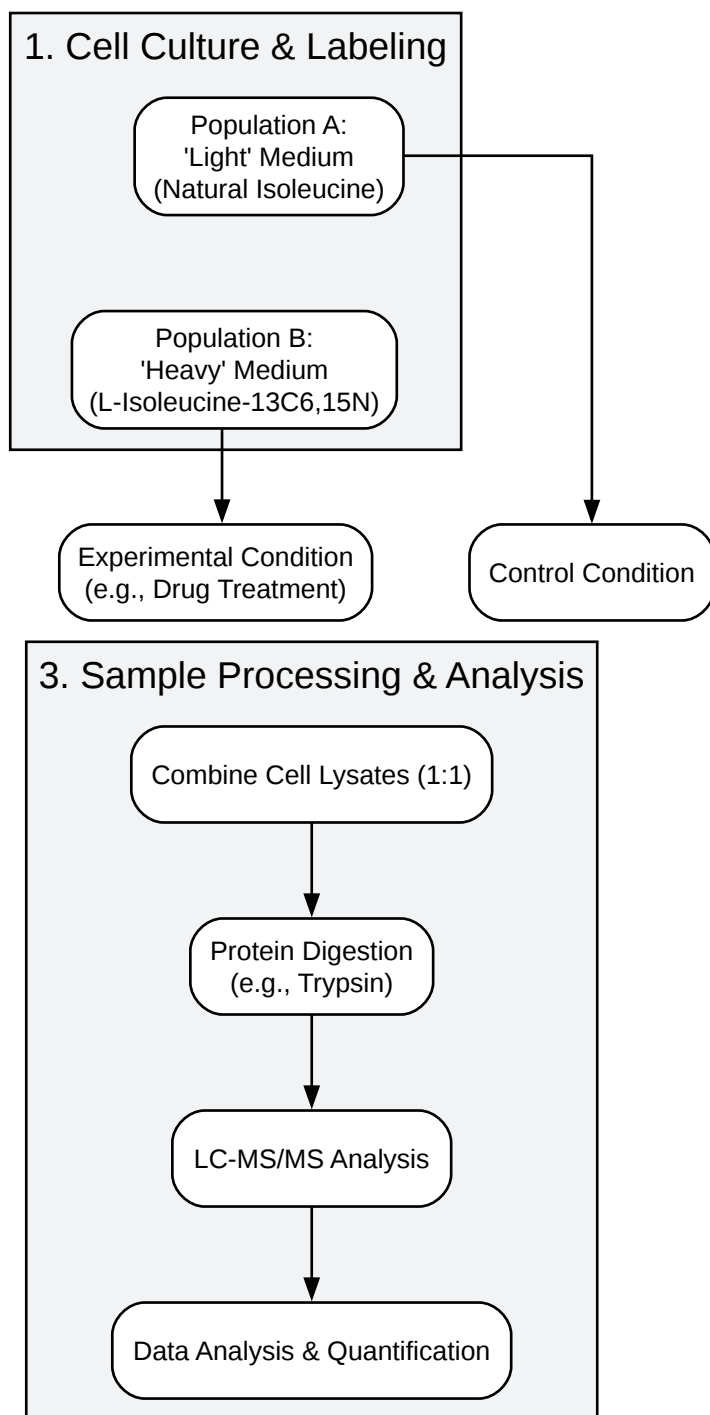 1. Cell Culture & Labeling
Population A:
'Light' Medium
(Natural Isoleucine)
Population B:
'Heavy' Medium
(L-Isoleucine-13C6,15N)
Experimental Condition
(e.g., Drug Treatment)
Control Condition
3. Sample Processing & Analysis
Combine Cell Lysates (1:1)
Protein Digestion
(e.g., Trypsin)
LC-MS/MS Analysis
Data Analysis & Quantification